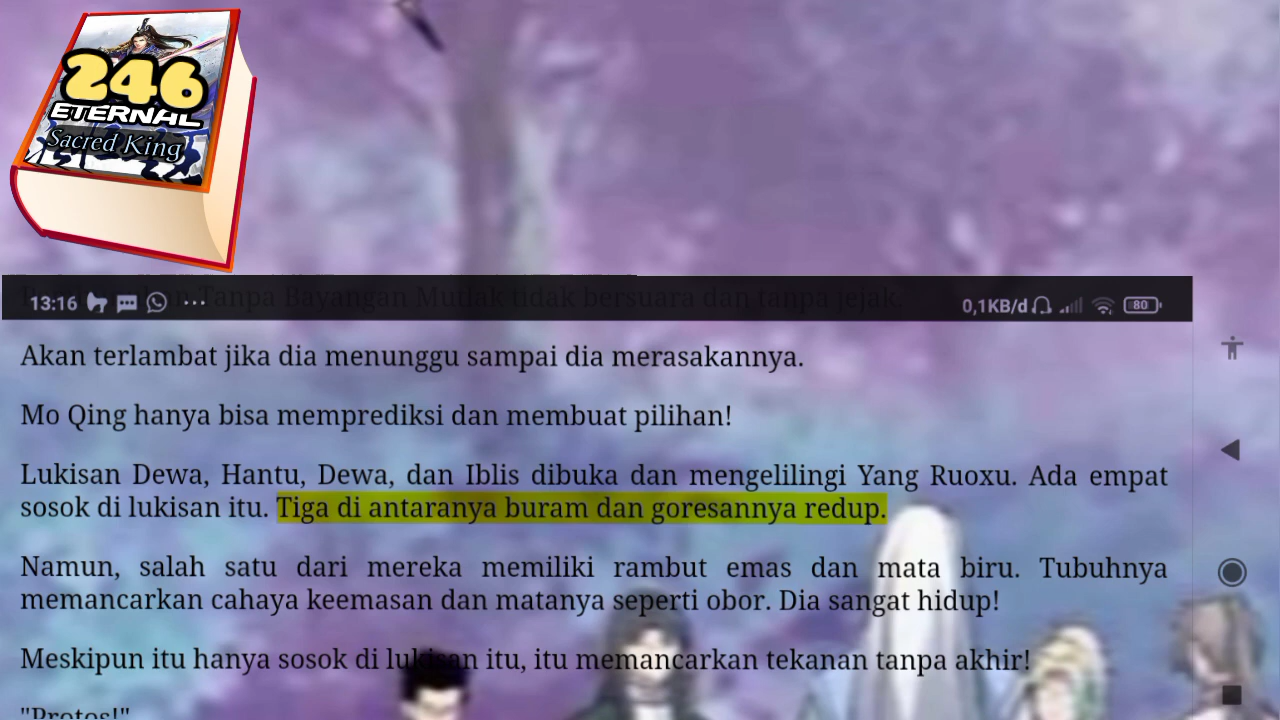 246
ETERNAL
Sacred King
Tanpa Bayangan Mutlak tidak bersuara dan tanpa jejak.
13:16 ... 0,1KB/d 80
Akan terlambat jika dia menunggu sampai dia merasakannya.
Mo Qing hanya bisa memprediksi dan membuat pilihan!
Lukisan Dewa, Hantu, Dewa, dan Iblis dibuka dan mengelilingi Yang Ruoxu. Ada empat
sosok di lukisan itu. Tiga di antaranya buram dan goresannya redup.
Namun, salah satu dari mereka memiliki rambut emas dan mata biru. Tubuhnya
memancarkan cahaya keemasan dan matanya seperti obor. Dia sangat hidup!
Meskipun itu hanya sosok di lukisan itu, itu memancarkan tekanan tanpa akhir!
"Protos!"